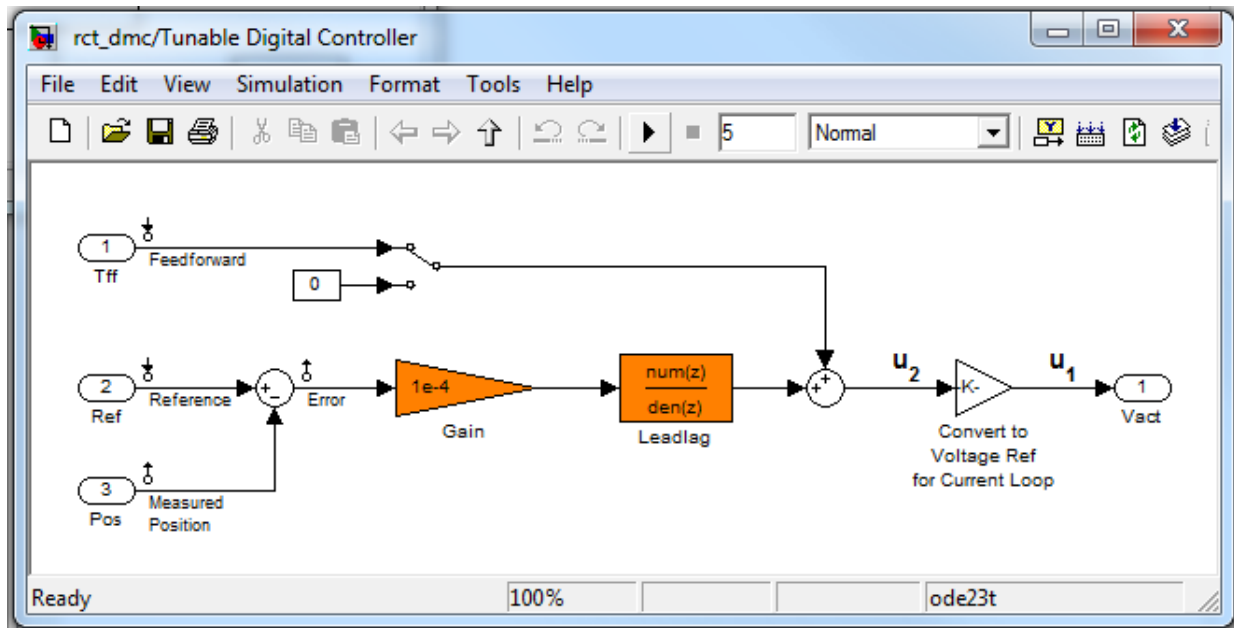 rct_dmc/Tunable Digital Controller
File Edit View Simulation Format Tools Help
5 Normal
1
Tff
Feedforward
0
2
Ref
Reference
+
−
Error
1e-4
Gain
num(z)
den(z)
Leadlag
+
+
u2
-K-
Convert to
Voltage Ref
for Current Loop
u1
1
Vact
3
Pos
Measured
Position
Ready 100% ode23t